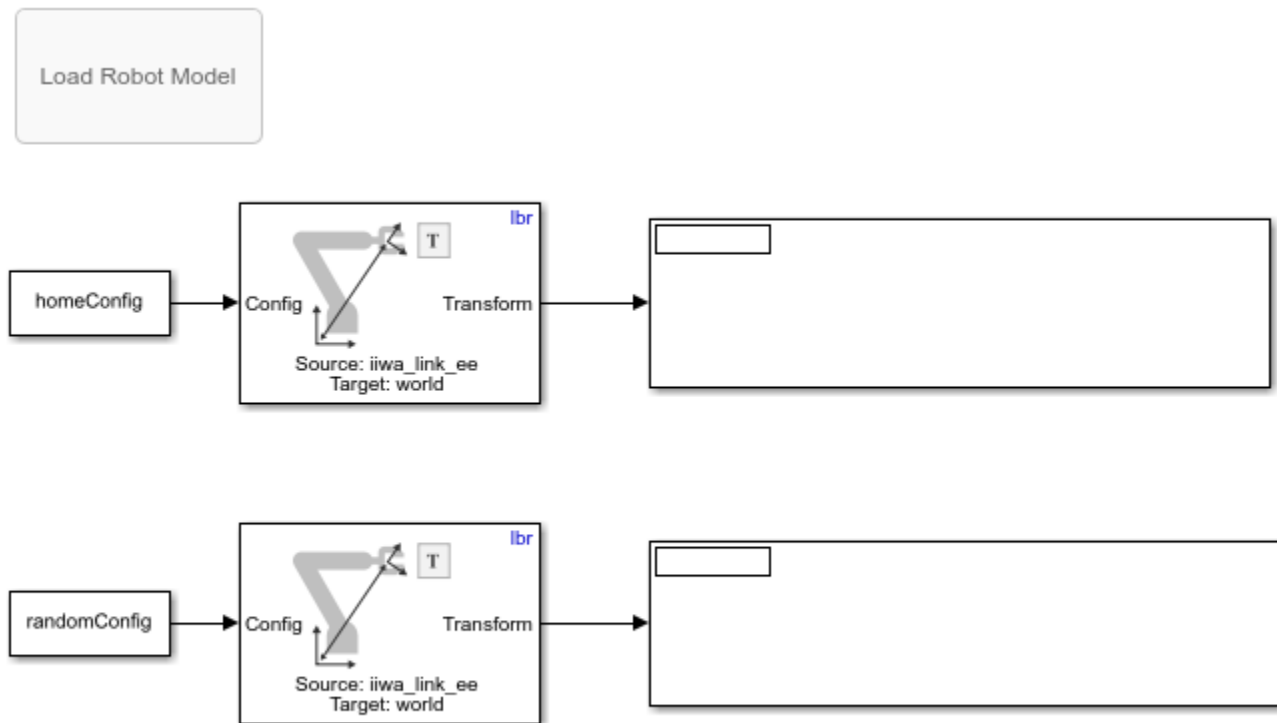 Load Robot Model
lbr
T
homeConfig
Config
Transform
Source: iiwa_link_ee
Target: world
lbr
T
randomConfig
Config
Transform
Source: iiwa_link_ee
Target: world